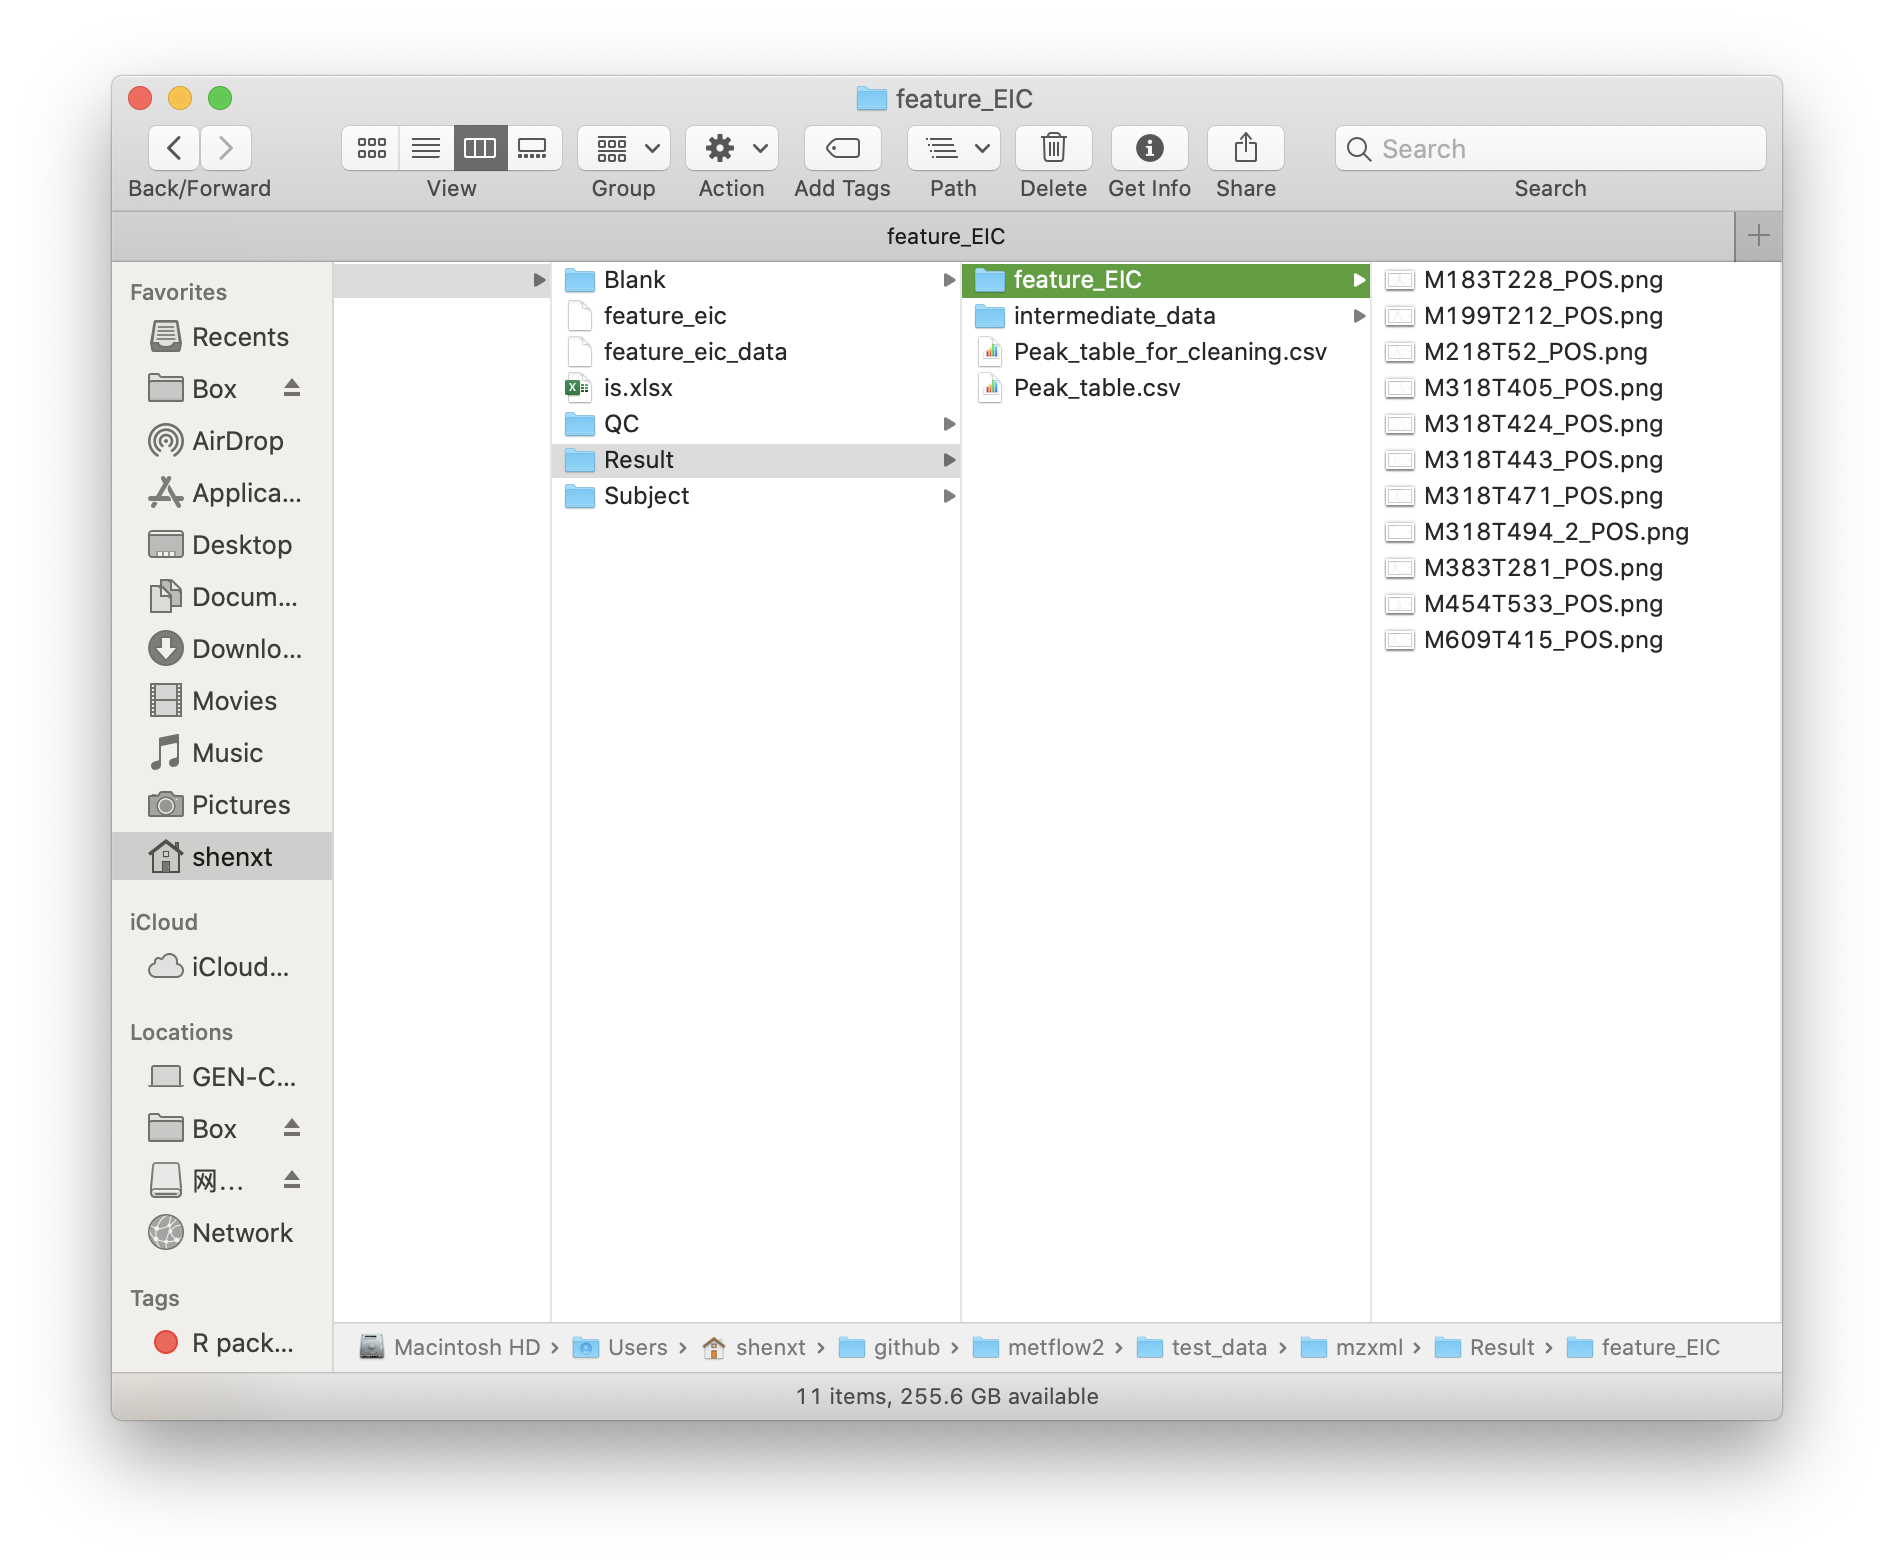 feature_EIC
Back/Forward
View
Group
Action
Add Tags
Path
Delete
Get Info
Share
Search
Search
feature_EIC
Favorites
Recents
Box
AirDrop
Applica...
Desktop
Docum...
Downlo...
Movies
Music
Pictures
shenxt
iCloud
iCloud...
Locations
GEN-C...
Box
网...
Network
Tags
R pack...
Blank
feature_eic
feature_eic_data
is.xlsx
QC
Result
Subject
feature_EIC
intermediate_data
Peak_table_for_cleaning.csv
Peak_table.csv
M183T228_POS.png
M199T212_POS.png
M218T52_POS.png
M318T405_POS.png
M318T424_POS.png
M318T443_POS.png
M318T471_POS.png
M318T494_2_POS.png
M383T281_POS.png
M454T533_POS.png
M609T415_POS.png
Macintosh HD › Users › shenxt › github › metflow2 › test_data › mzxml › Result › feature_EIC
11 items, 255.6 GB available